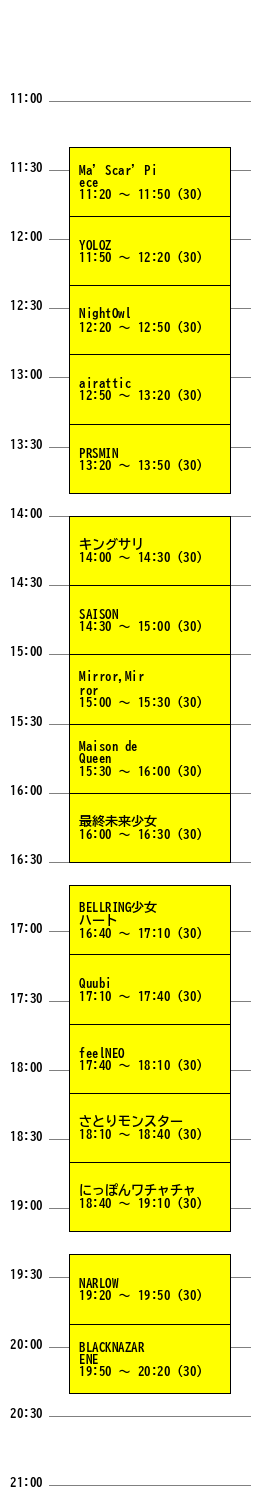 11:00
11:30
Ma’Scar’Pi
ece
11:20 ～ 11:50 (30)
12:00
YOLOZ
11:50 ～ 12:20 (30)
12:30
NightOwl
12:20 ～ 12:50 (30)
13:00
airattic
12:50 ～ 13:20 (30)
13:30
PRSMIN
13:20 ～ 13:50 (30)
14:00
キングサリ
14:00 ～ 14:30 (30)
14:30
SAISON
14:30 ～ 15:00 (30)
15:00
Mirror,Mir
ror
15:00 ～ 15:30 (30)
15:30
Maison de
Queen
15:30 ～ 16:00 (30)
16:00
最終未来少女
16:00 ～ 16:30 (30)
16:30
BELLRING少女
ハート
16:40 ～ 17:10 (30)
17:00
Quubi
17:10 ～ 17:40 (30)
17:30
feelNEO
17:40 ～ 18:10 (30)
18:00
さとりモンスター
18:10 ～ 18:40 (30)
18:30
にっぽんワチャチャ
18:40 ～ 19:10 (30)
19:00
19:30
NARLOW
19:20 ～ 19:50 (30)
20:00
BLACKNAZAR
ENE
19:50 ～ 20:20 (30)
20:30
21:00